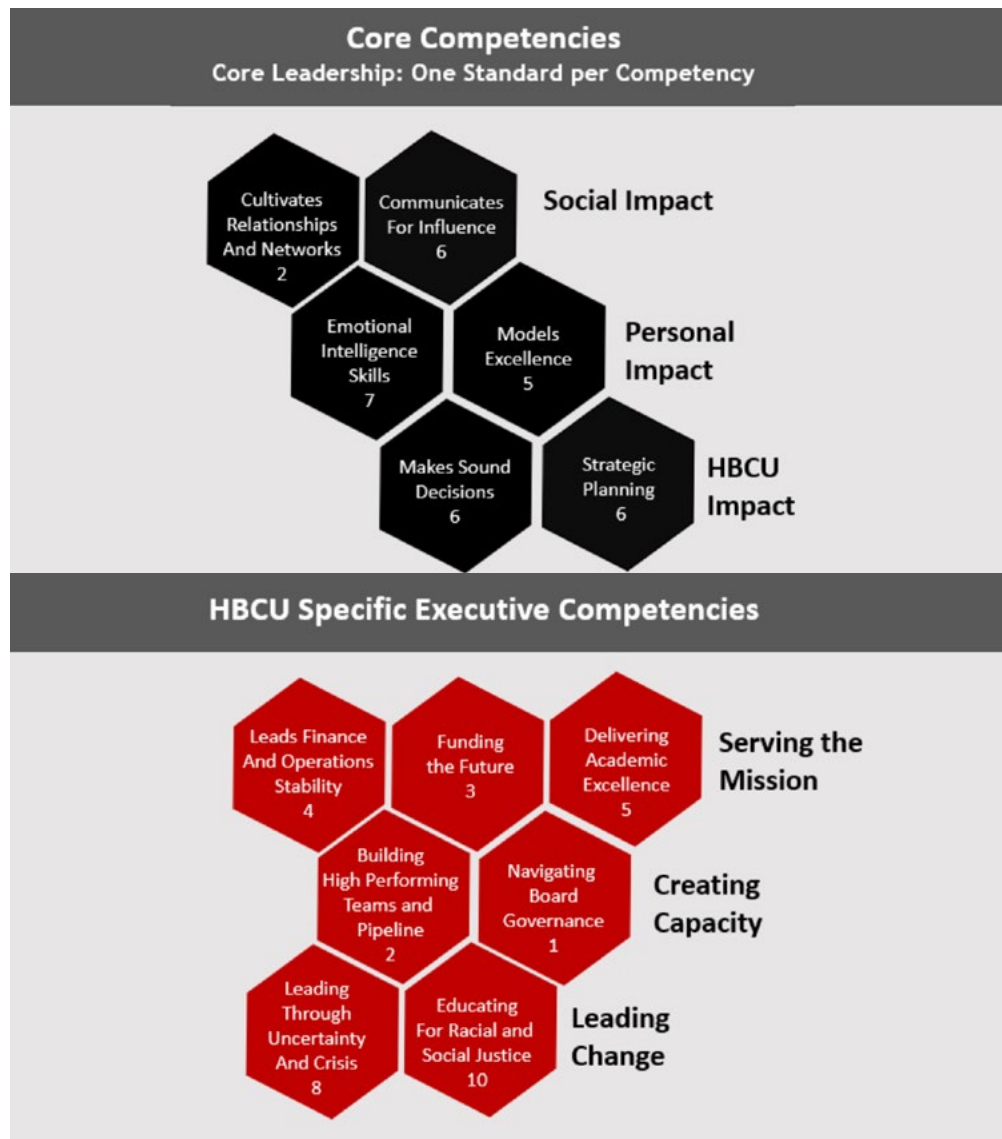 Core Competencies
Core Leadership: One Standard per Competency
Cultivates
Relationships
And Networks
2
Communicates
For Influence
6
Social Impact
Emotional
Intelligence
Skills
7
Models
Excellence
5
Personal
Impact
Makes Sound
Decisions
6
Strategic
Planning
6
HBCU
Impact
HBCU Specific Executive Competencies
Leads Finance
And Operations
Stability
4
Funding
the Future
3
Delivering
Academic
Excellence
5
Serving the
Mission
Building
High Performing
Teams and
Pipeline
2
Navigating
Board
Governance
1
Creating
Capacity
Leading
Through
Uncertainty
And Crisis
8
Educating
For Racial and
Social Justice
10
Leading
Change